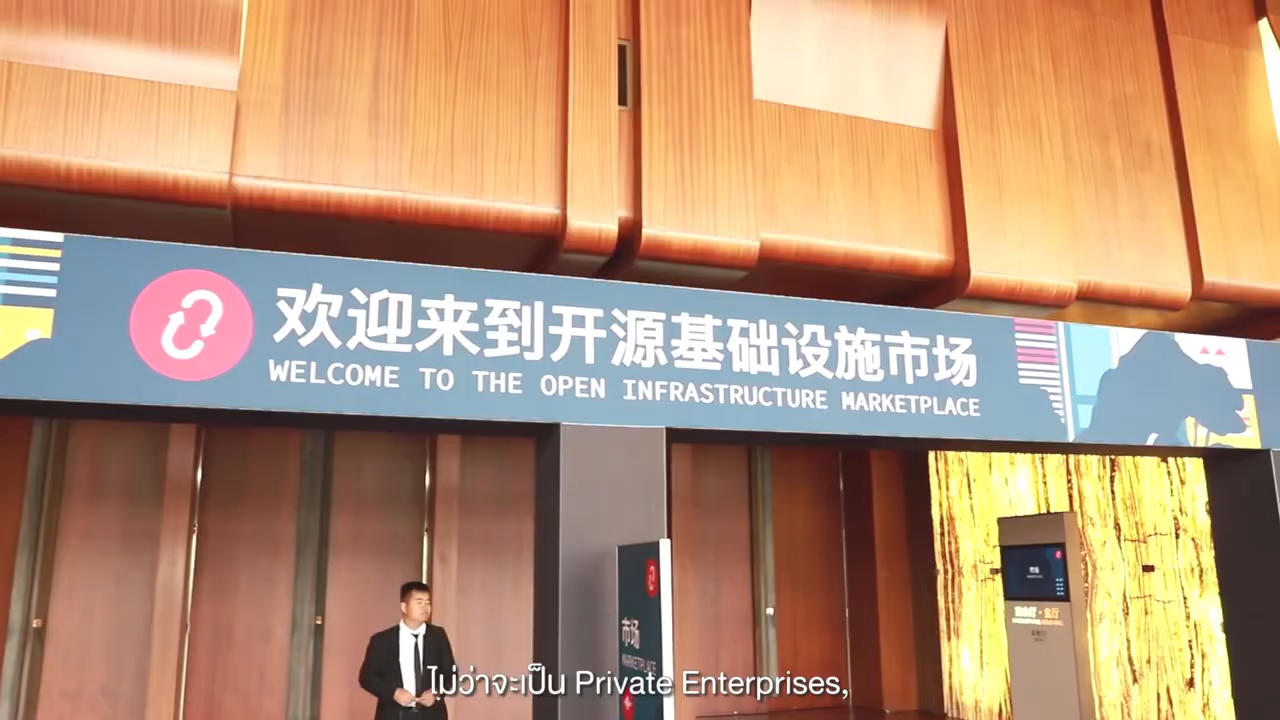 欢迎来到开源基础设施市场
WELCOME TO THE OPEN INFRASTRUCTURE MARKETPLACE
市场
MARKETPLACE
ไม่ว่าจะเป็น Private Enterprises,